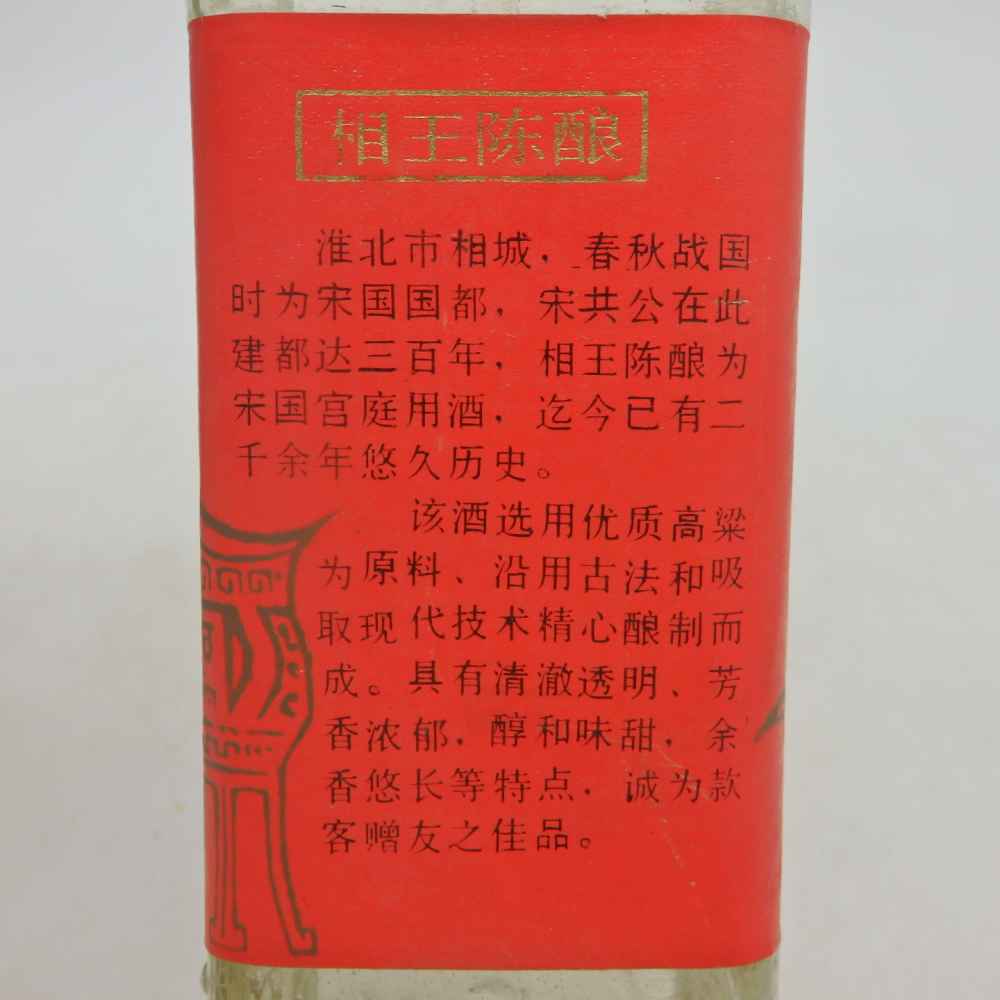 相王陈酿
淮北市相城，春秋战国
时为宋国国都，宋共公在此
建都达三百年，相王陈酿为
宋国宫庭用酒，迄今已有二
千余年悠久历史。
该酒选用优质高粱
为原料、沿用古法和吸
取现代技术精心酿制而
成。具有清澈透明、芳
香浓郁，醇和味甜，余
香悠长等特点，诚为款
客赠友之佳品。